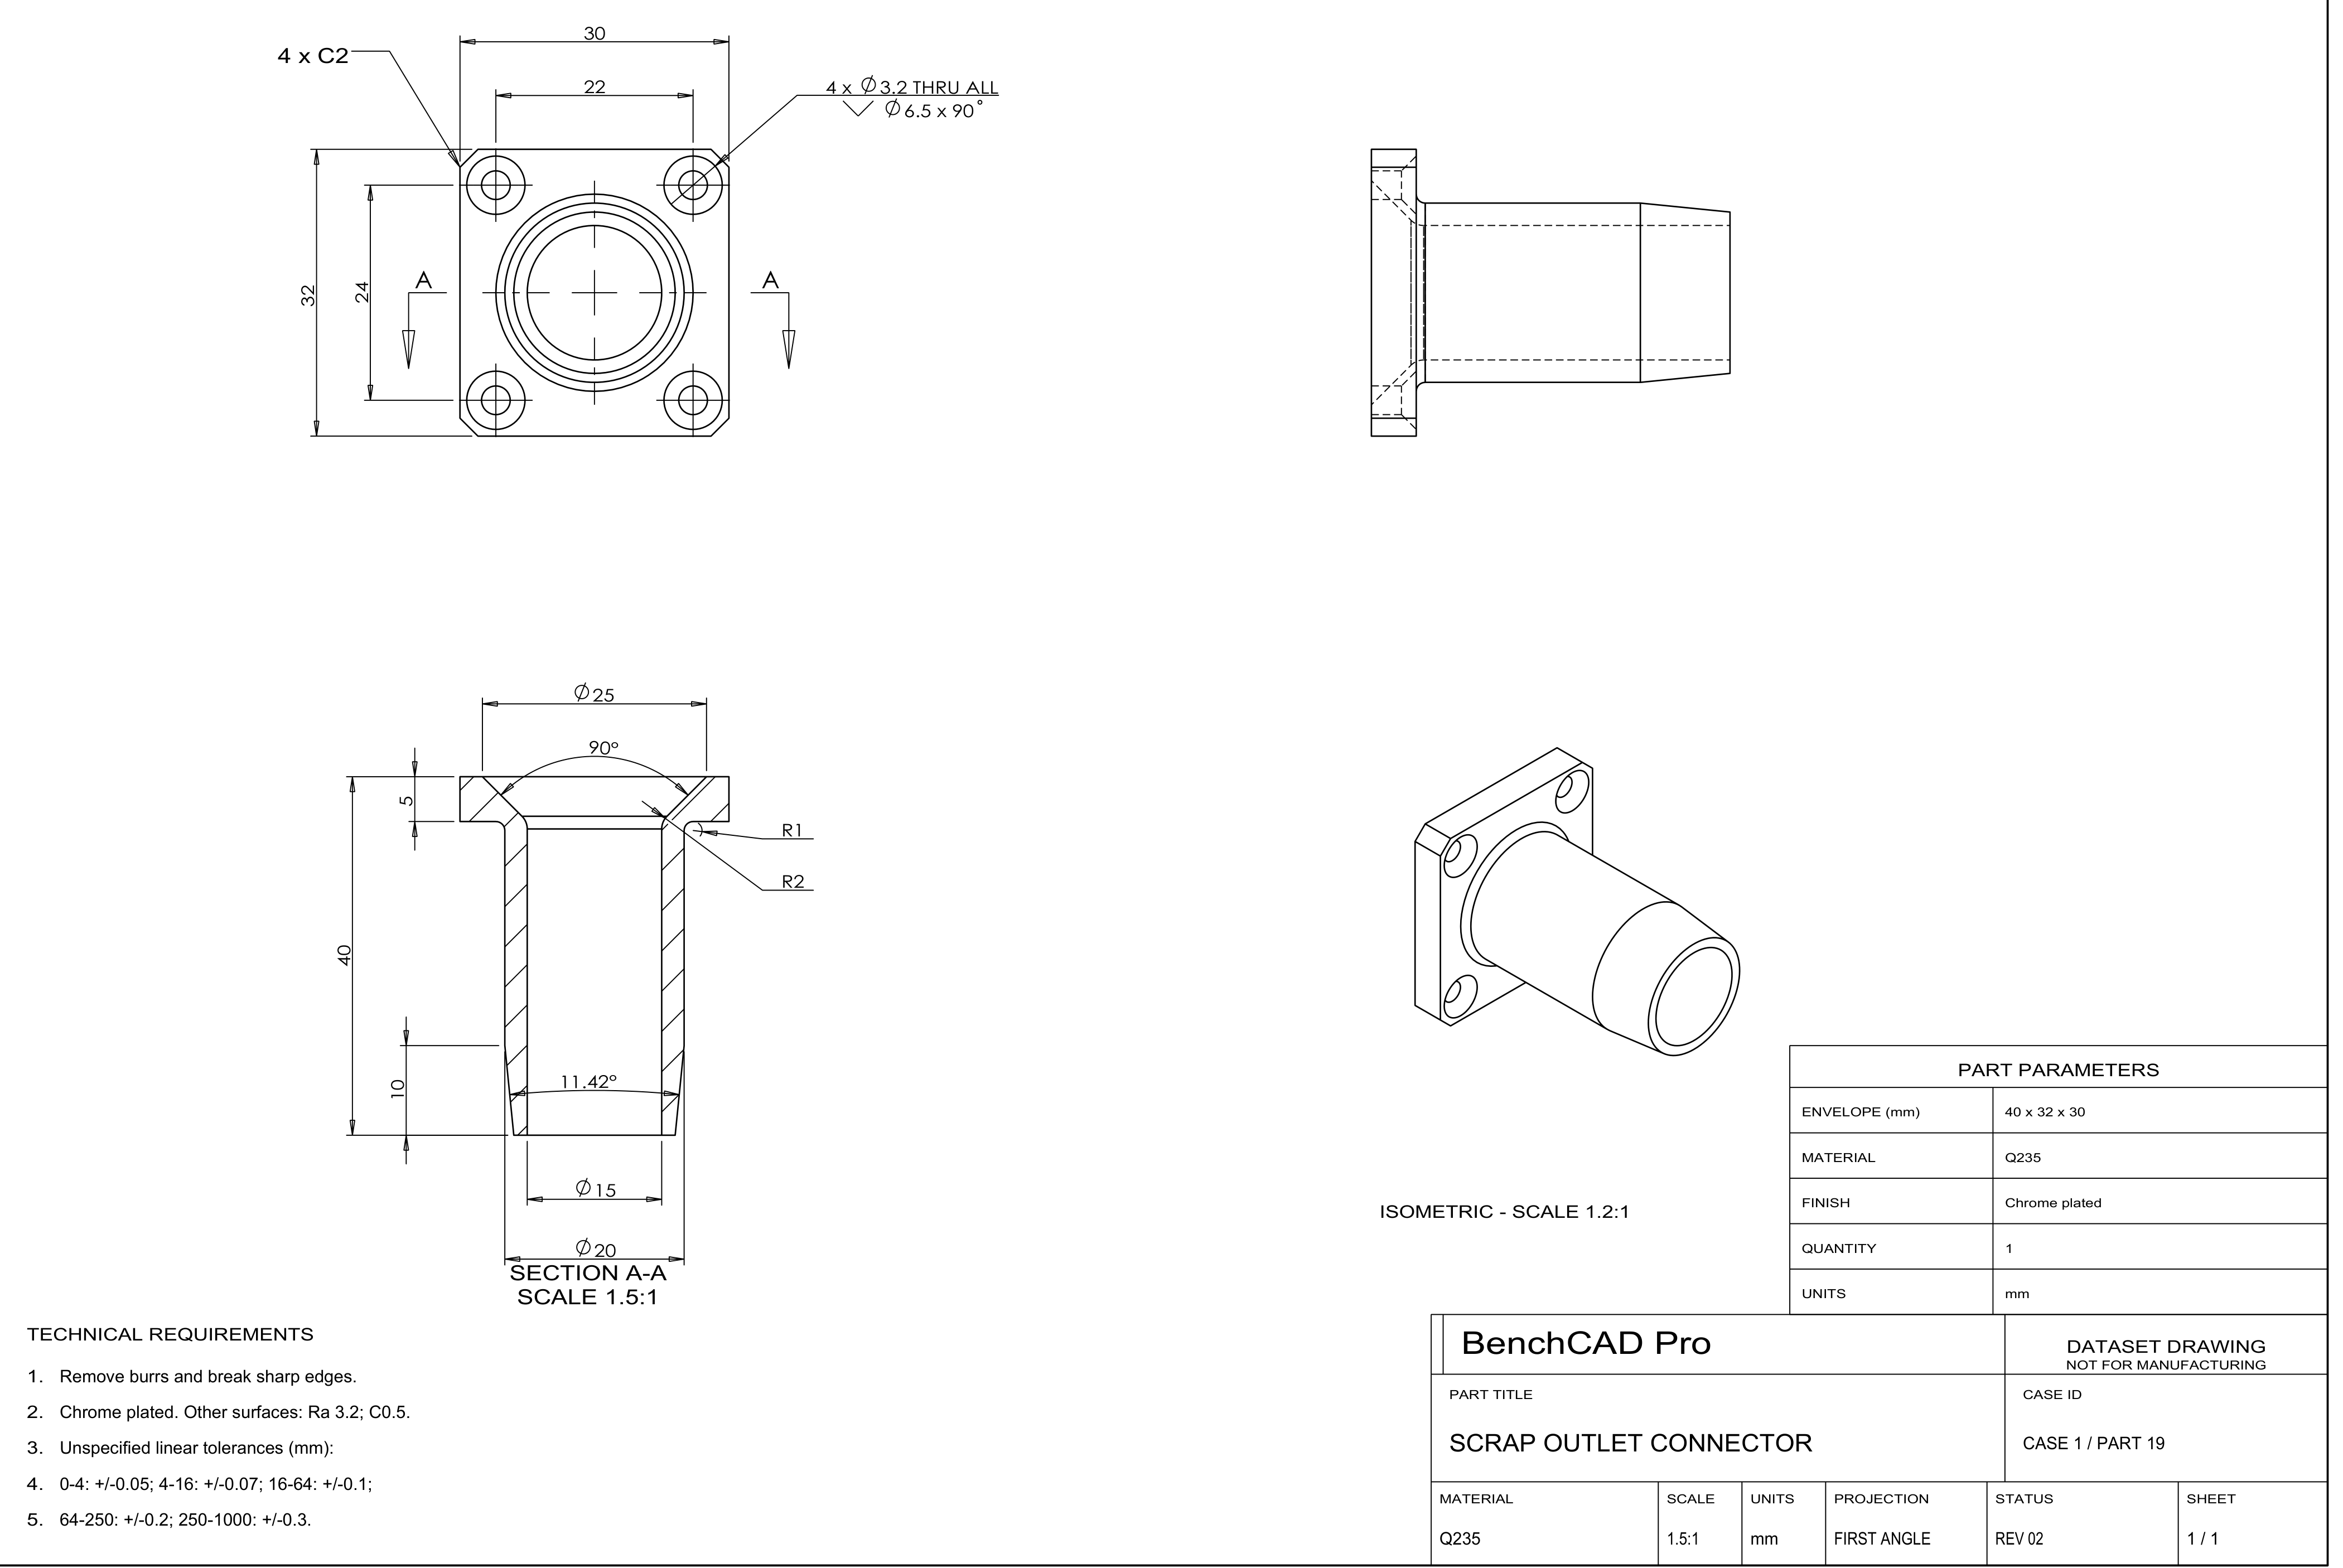 30
4 x C2
22
4 x ∅3.2 THRU ALL
∅6.5 x 90°
32
24
A
A
∅25
90°
5
R1
R2
40
10
11.42°
∅15
∅20
SECTION A-A
SCALE 1.5:1
ISOMETRIC - SCALE 1.2:1
PART PARAMETERS
ENVELOPE (mm) 40 x 32 x 30
MATERIAL Q235
FINISH Chrome plated
QUANTITY 1
UNITS mm
TECHNICAL REQUIREMENTS
1. Remove burrs and break sharp edges.
2. Chrome plated. Other surfaces: Ra 3.2; C0.5.
3. Unspecified linear tolerances (mm):
4. 0-4: +/-0.05; 4-16: +/-0.07; 16-64: +/-0.1;
5. 64-250: +/-0.2; 250-1000: +/-0.3.
BenchCAD Pro
DATASET DRAWING
NOT FOR MANUFACTURING
PART TITLE
SCRAP OUTLET CONNECTOR
CASE ID
CASE 1 / PART 19
MATERIAL SCALE UNITS PROJECTION STATUS SHEET
Q235 1.5:1 mm FIRST ANGLE REV 02 1 / 1